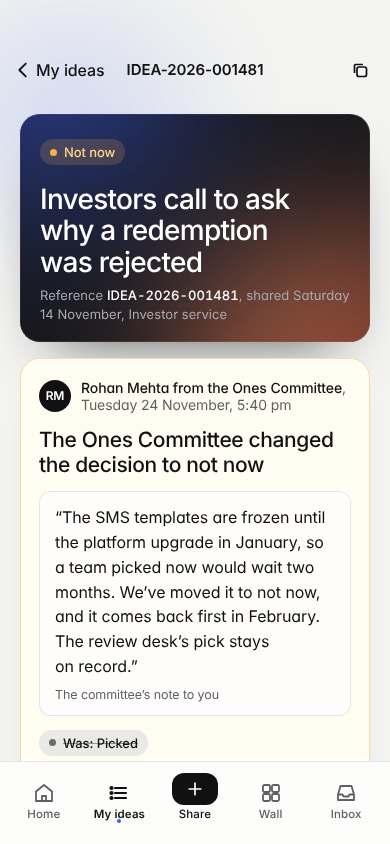 My ideas
IDEA-2026-001481
Not now
Investors call to ask
why a redemption
was rejected
Reference IDEA-2026-001481, shared Saturday
14 November, Investor service
RM
Rohan Mehta from the Ones Committee,
Tuesday 24 November, 5:40 pm
The Ones Committee changed
the decision to not now
“The SMS templates are frozen until
the platform upgrade in January, so
a team picked now would wait two
months. We’ve moved it to not now,
and it comes back first in February.
The review desk’s pick stays
on record.”
The committee’s note to you
Was: Picked
Home
My ideas
Share
Wall
Inbox